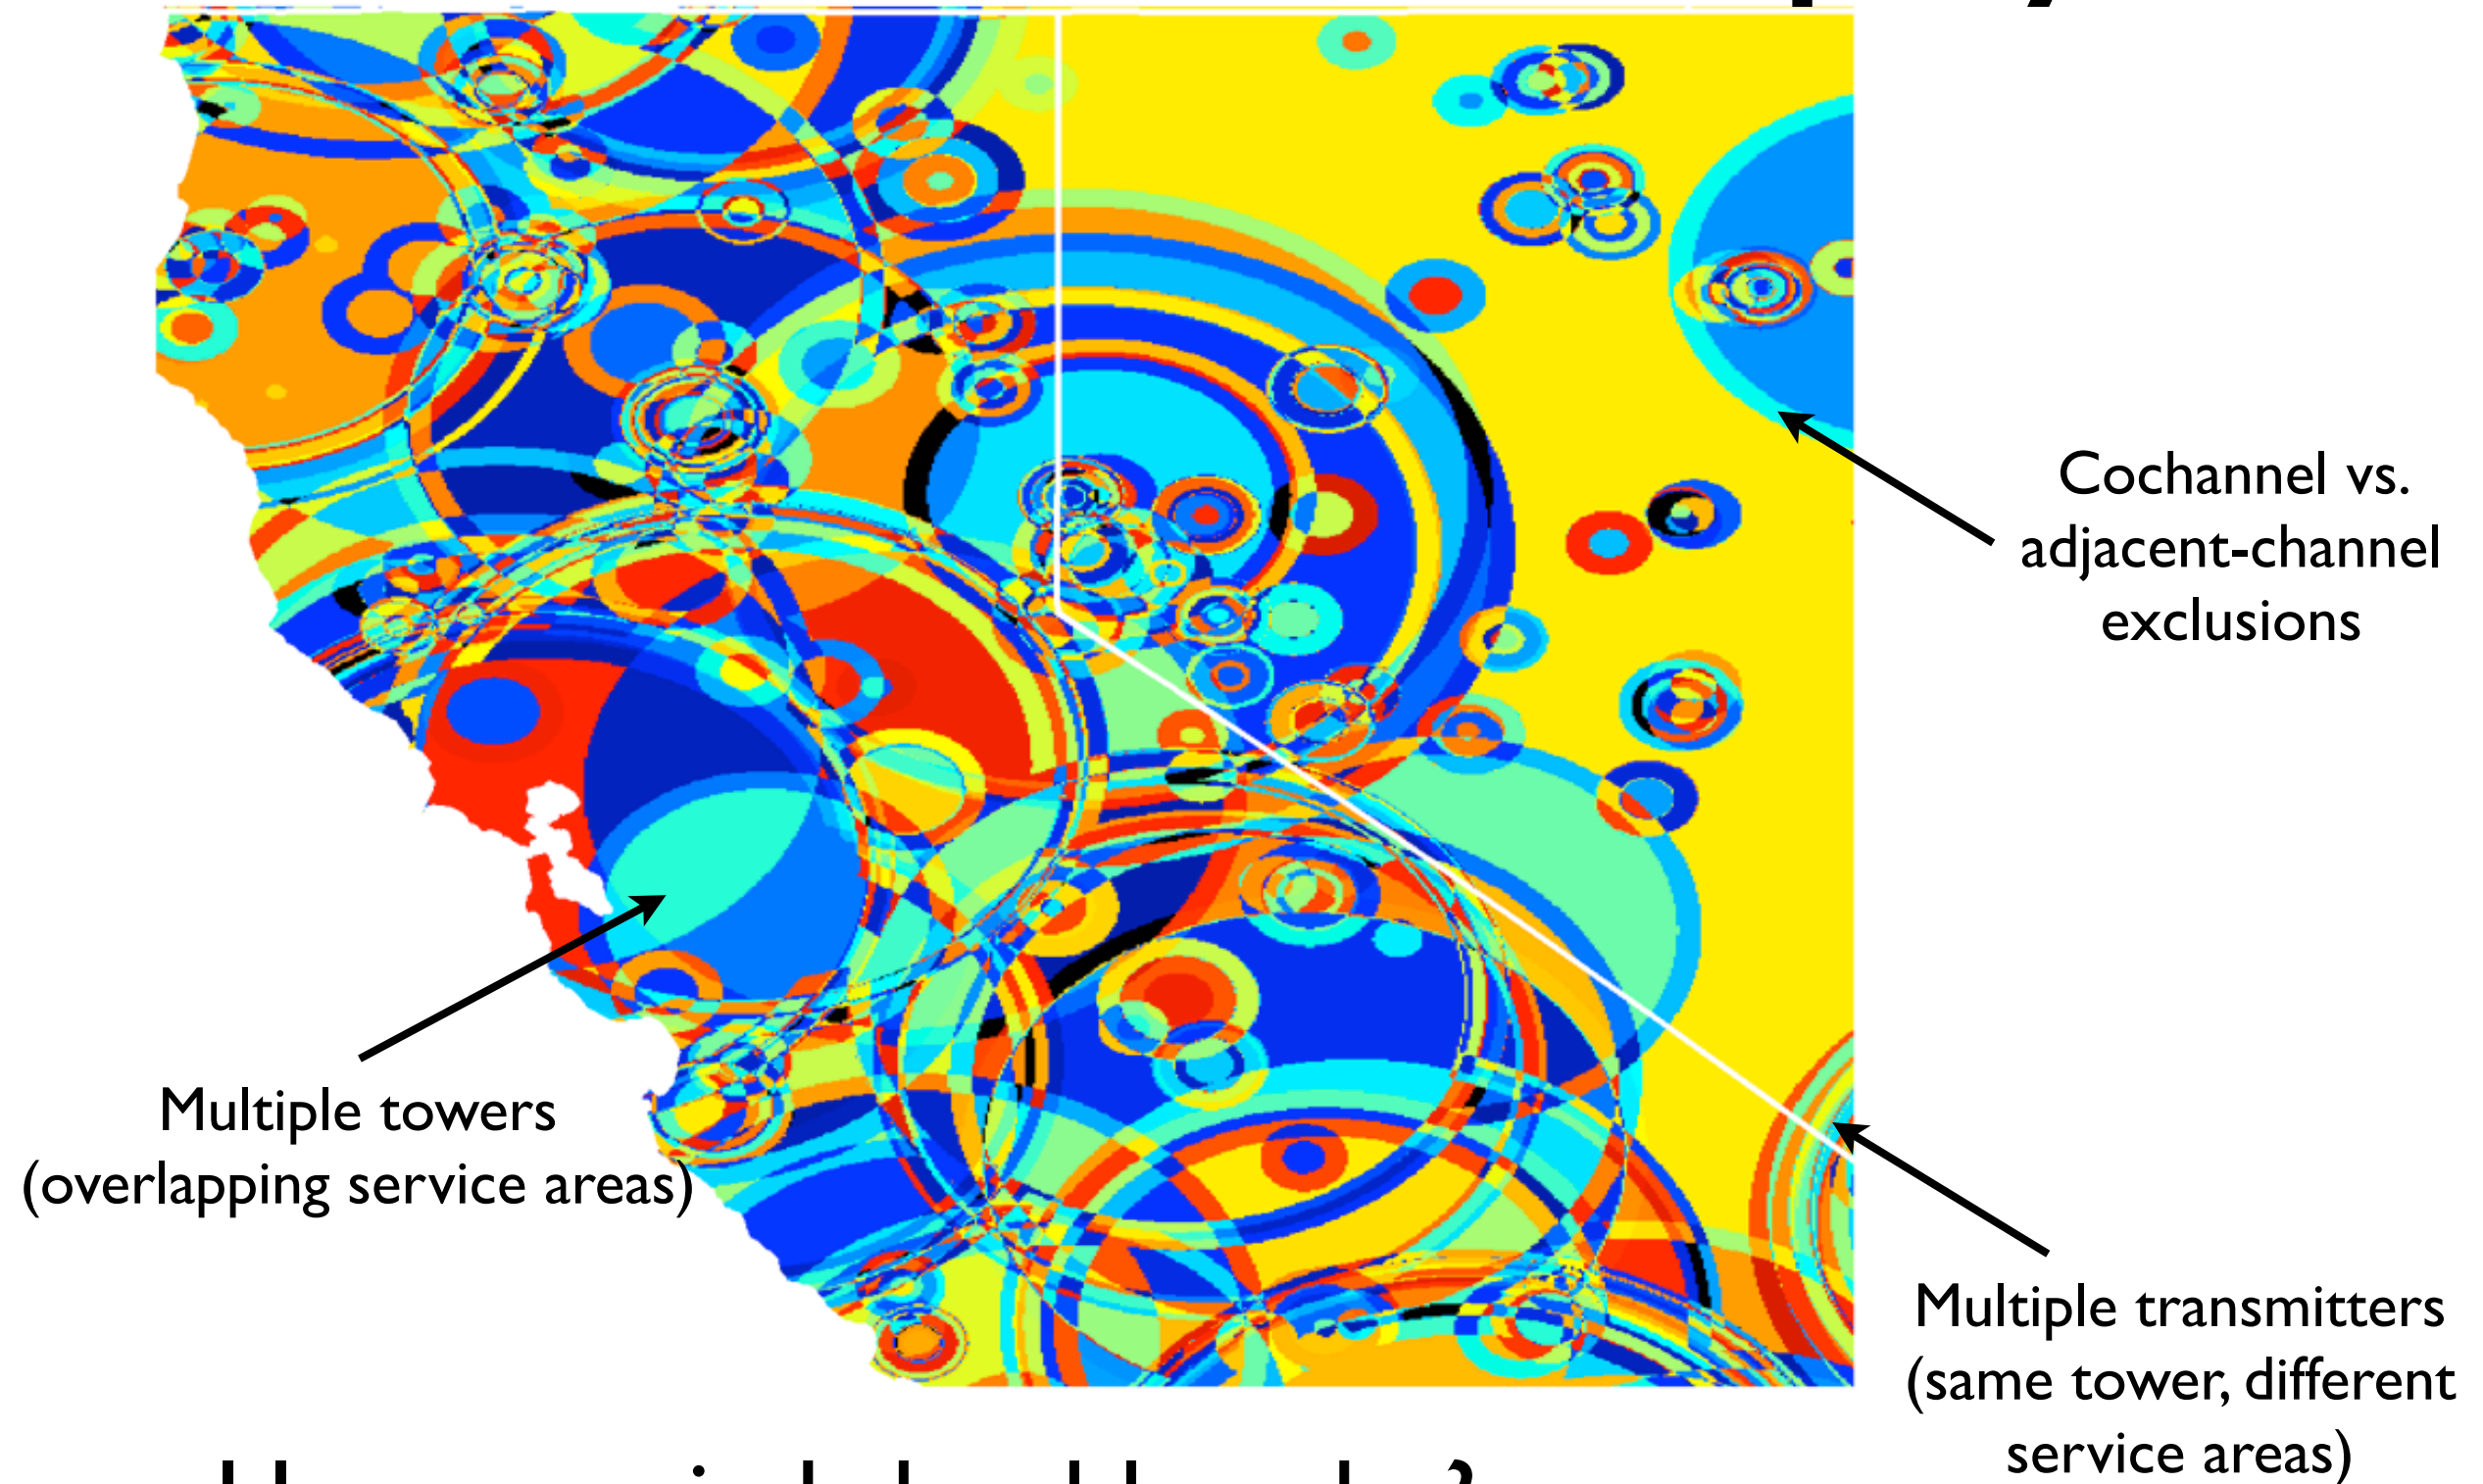 Cochannel vs.
adjacent-channel
exclusions
Multiple towers
(overlapping service areas)
Multiple transmitters
(same tower, different
service areas)